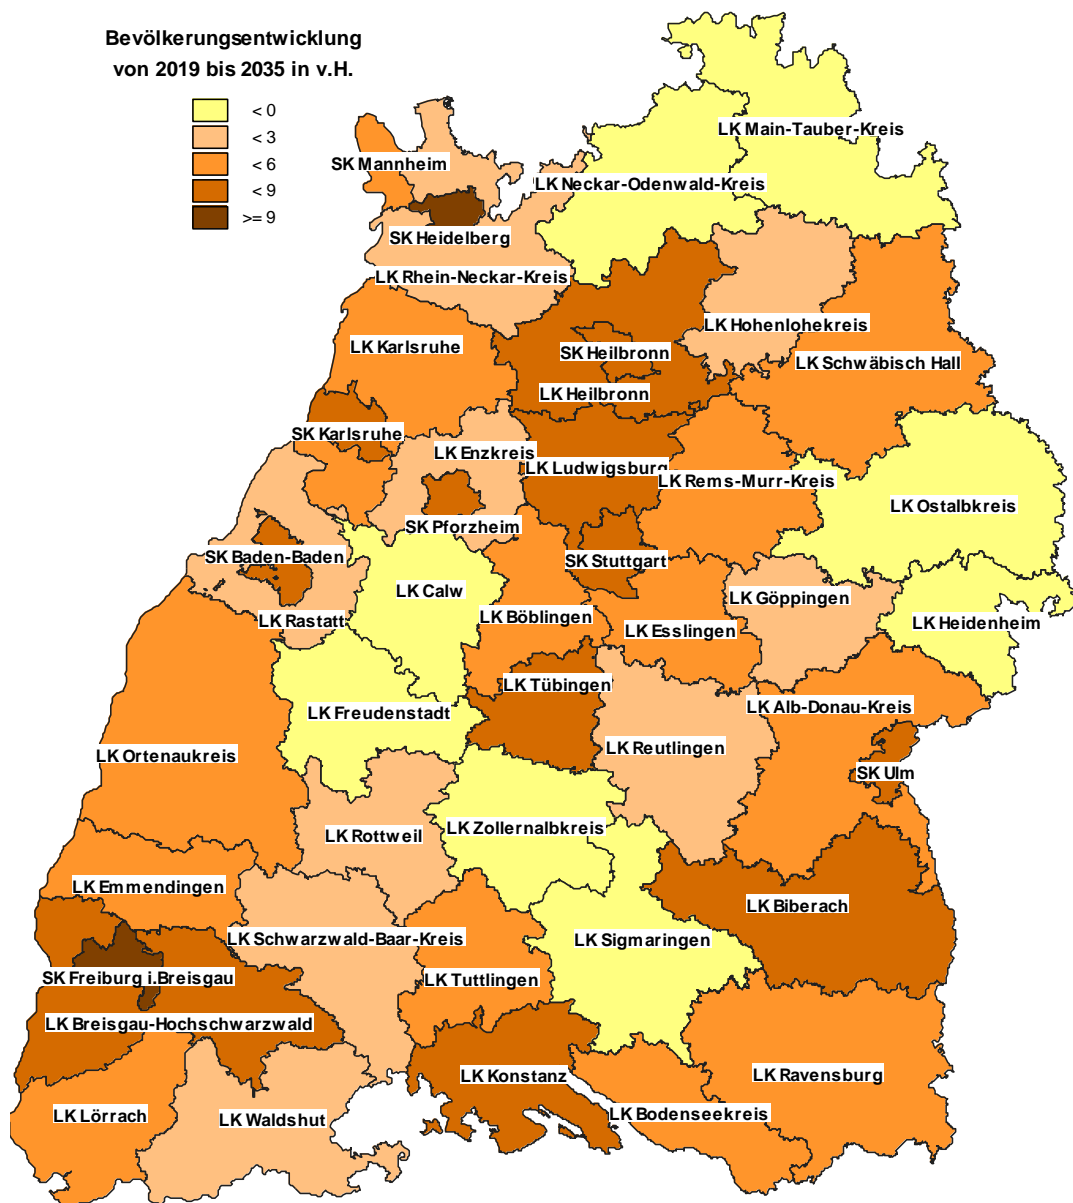 Bevölkerungsentwicklung
von 2019 bis 2035 in v.H.
< 0
< 3
< 6
< 9
>= 9
LK Main-Tauber-Kreis
SK Mannheim
LK Neckar-Odenwald-Kreis
SK Heidelberg
LK Rhein-Neckar-Kreis
LK Hohenlohekreis
LK Karlsruhe
SK Heilbronn
LK Schwäbisch Hall
LK Heilbronn
SK Karlsruhe
LK Enzkreis
LK Ludwigsburg
LK Rems-Murr-Kreis
LK Ostalbkreis
SK Pforzheim
SK Baden-Baden
SK Stuttgart
LK Calw
LK Göppingen
LK Rastatt
LK Böblingen
LK Esslingen
LK Heidenheim
LK Tübingen
LK Freudenstadt
LK Alb-Donau-Kreis
LK Ortenaukreis
LK Reutlingen
SK Ulm
LK Rottweil
LK Zollernalbkreis
LK Emmendingen
LK Biberach
LK Schwarzwald-Baar-Kreis
LK Sigmaringen
SK Freiburg i.Breisgau
LK Tuttlingen
LK Breisgau-Hochschwarzwald
LK Konstanz
LK Ravensburg
LK Lörrach
LK Waldshut
LK Bodenseekreis